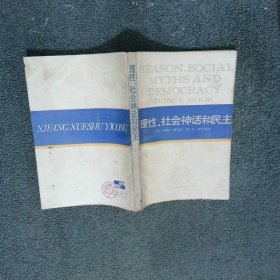 REASON, SOCIAL
MYTHS AND
DEMOCRACY
SIDNEY HOOK
理性、社会神话和民主
理性、社会神话和民主
XIFANG XUESHU YICONG